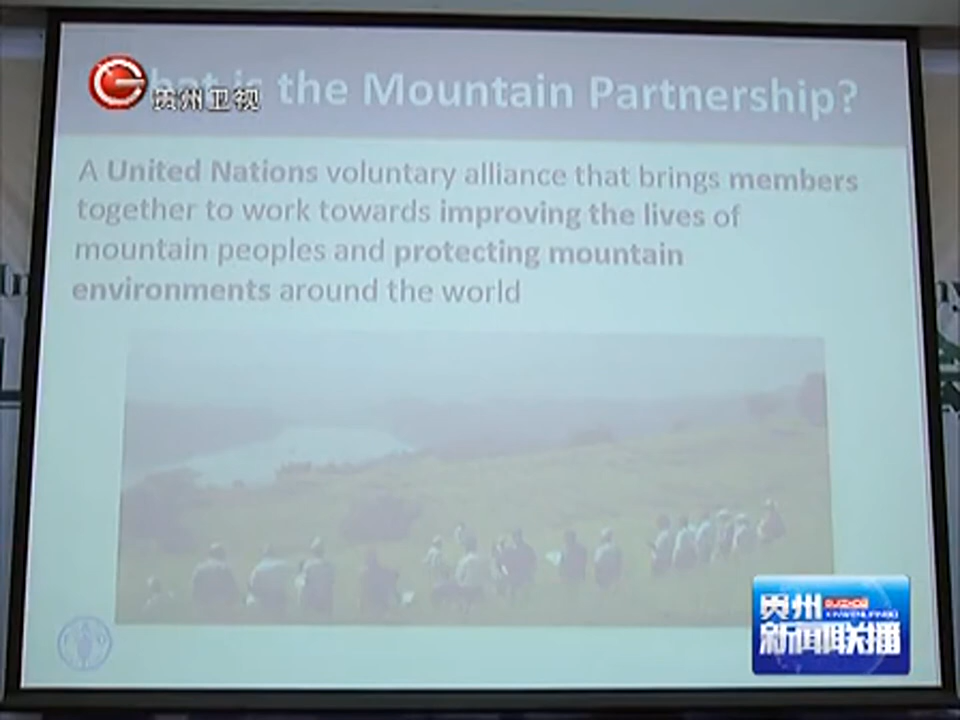 What is the Mountain Partnership?
贵州卫视
A United Nations voluntary alliance that brings members
together to work towards improving the lives of
mountain peoples and protecting mountain
environments around the world
贵州
新闻联播